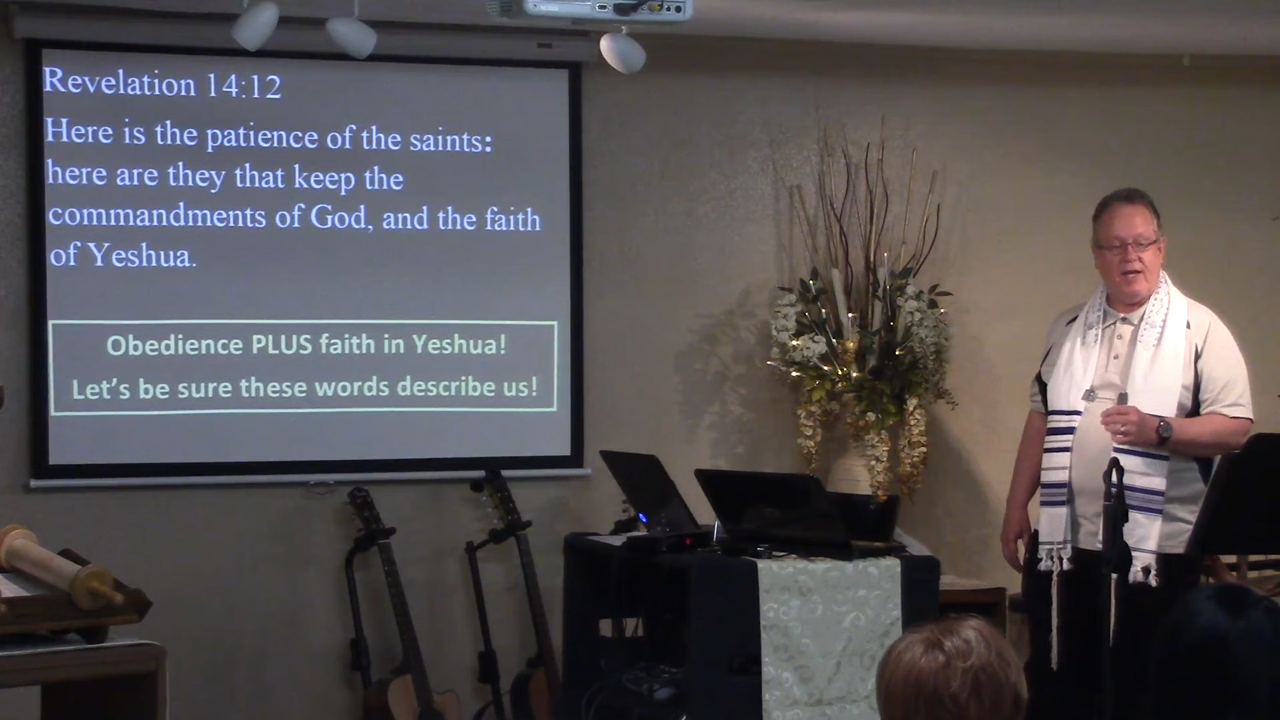 Revelation 14:12
Here is the patience of the saints:
here are they that keep the
commandments of God, and the faith
of Yeshua.
Obedience PLUS faith in Yeshua!
Let's be sure these words describe us!